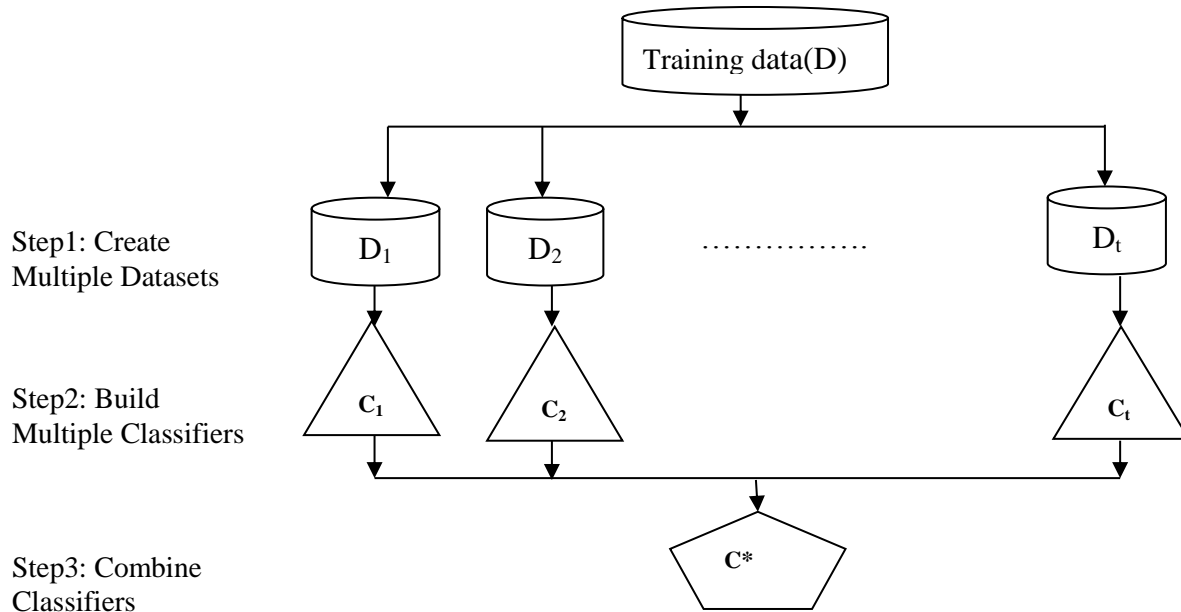 Training data(D)
Step1: Create
Multiple Datasets
D₁
D₂
................
Dₜ
Step2: Build
Multiple Classifiers
C₁
C₂
Cₜ
Step3: Combine
Classifiers
C*